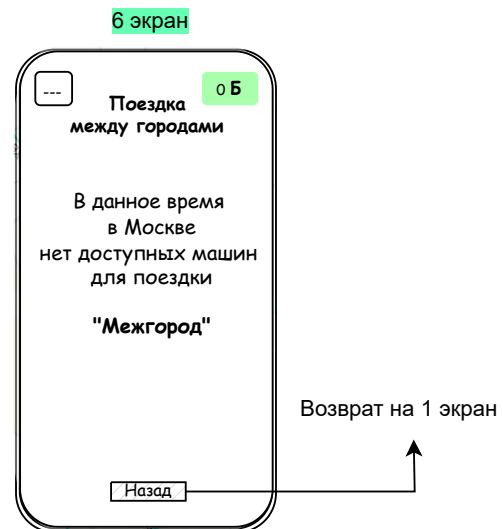 6 экран
---
0 Б
Поездка
между городами
В данное время
в Москве
нет доступных машин
для поездки
"Межгород"
Возврат на 1 экран
Назад